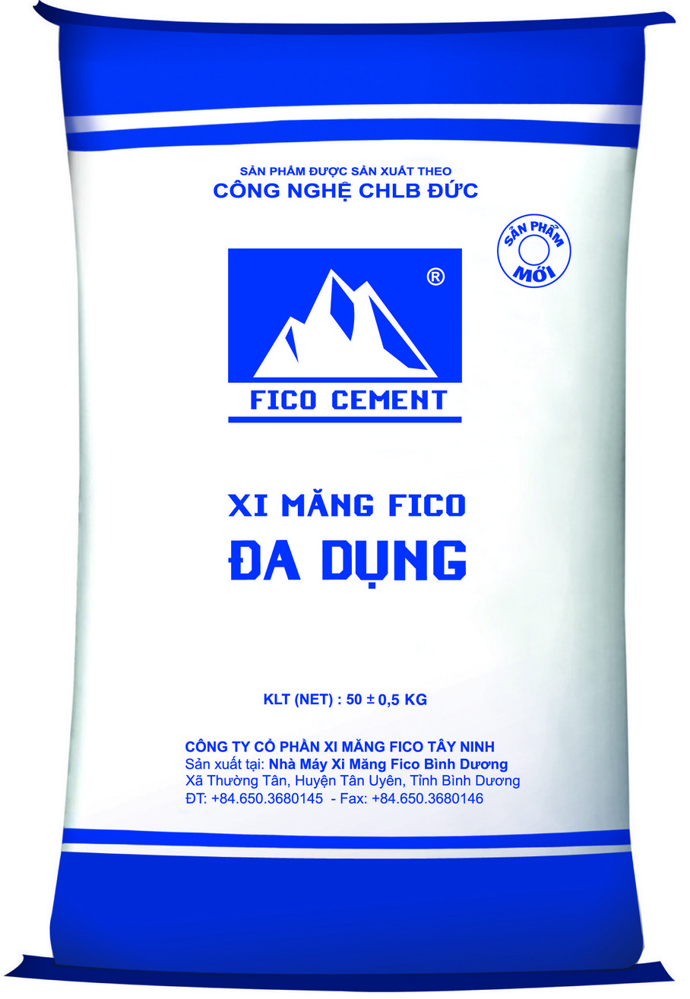 SẢN PHẨM ĐƯỢC SẢN XUẤT THEO
CÔNG NGHỆ CHLB ĐỨC
SẢN PHẨM
MỚI
®
FICO CEMENT
XI MĂNG FICO
ĐA DỤNG
KLT (NET) : 50 ± 0,5 KG
CÔNG TY CỔ PHẦN XI MĂNG FICO TÂY NINH
Sản xuất tại: Nhà Máy Xi Măng Fico Bình Dương
Xã Thường Tân, Huyện Tân Uyên, Tỉnh Bình Dương
ĐT: +84.650.3680145 - Fax: +84.650.3680146